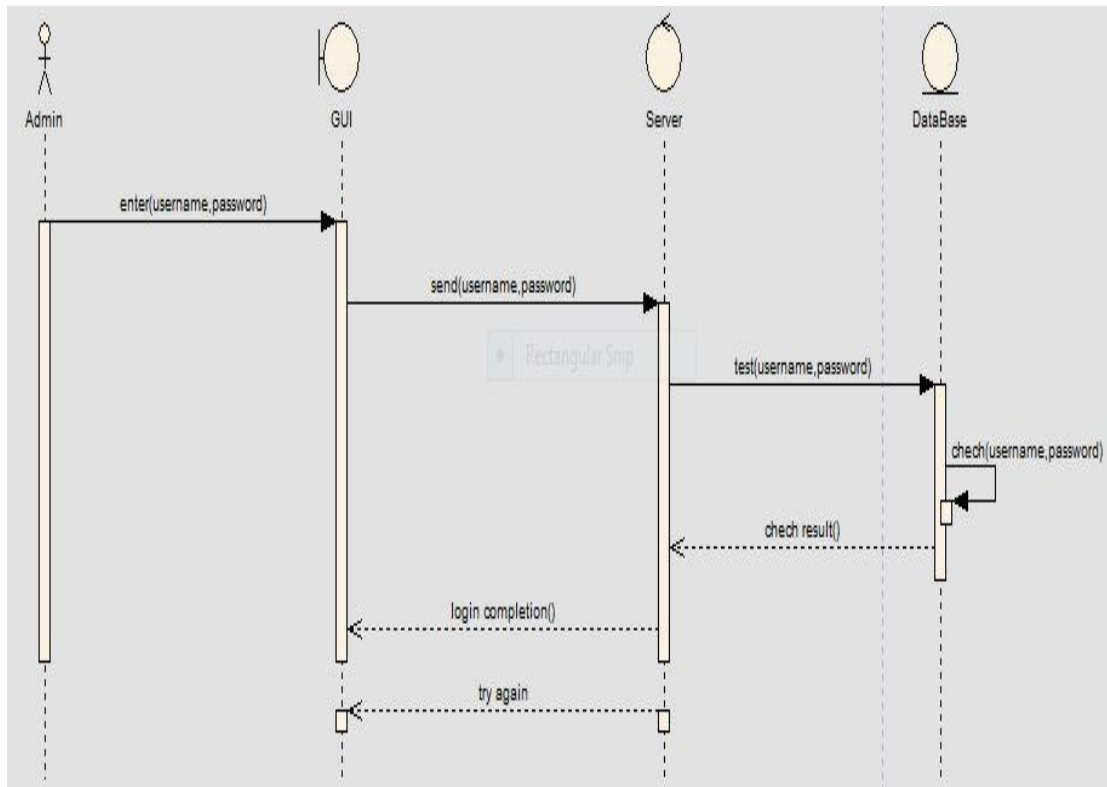 Admin
GUI
Server
DataBase
enter(username,password)
send(username,password)
Rectangular Snip
test(username,password)
chech(username,password)
chech result()
login completion()
try again